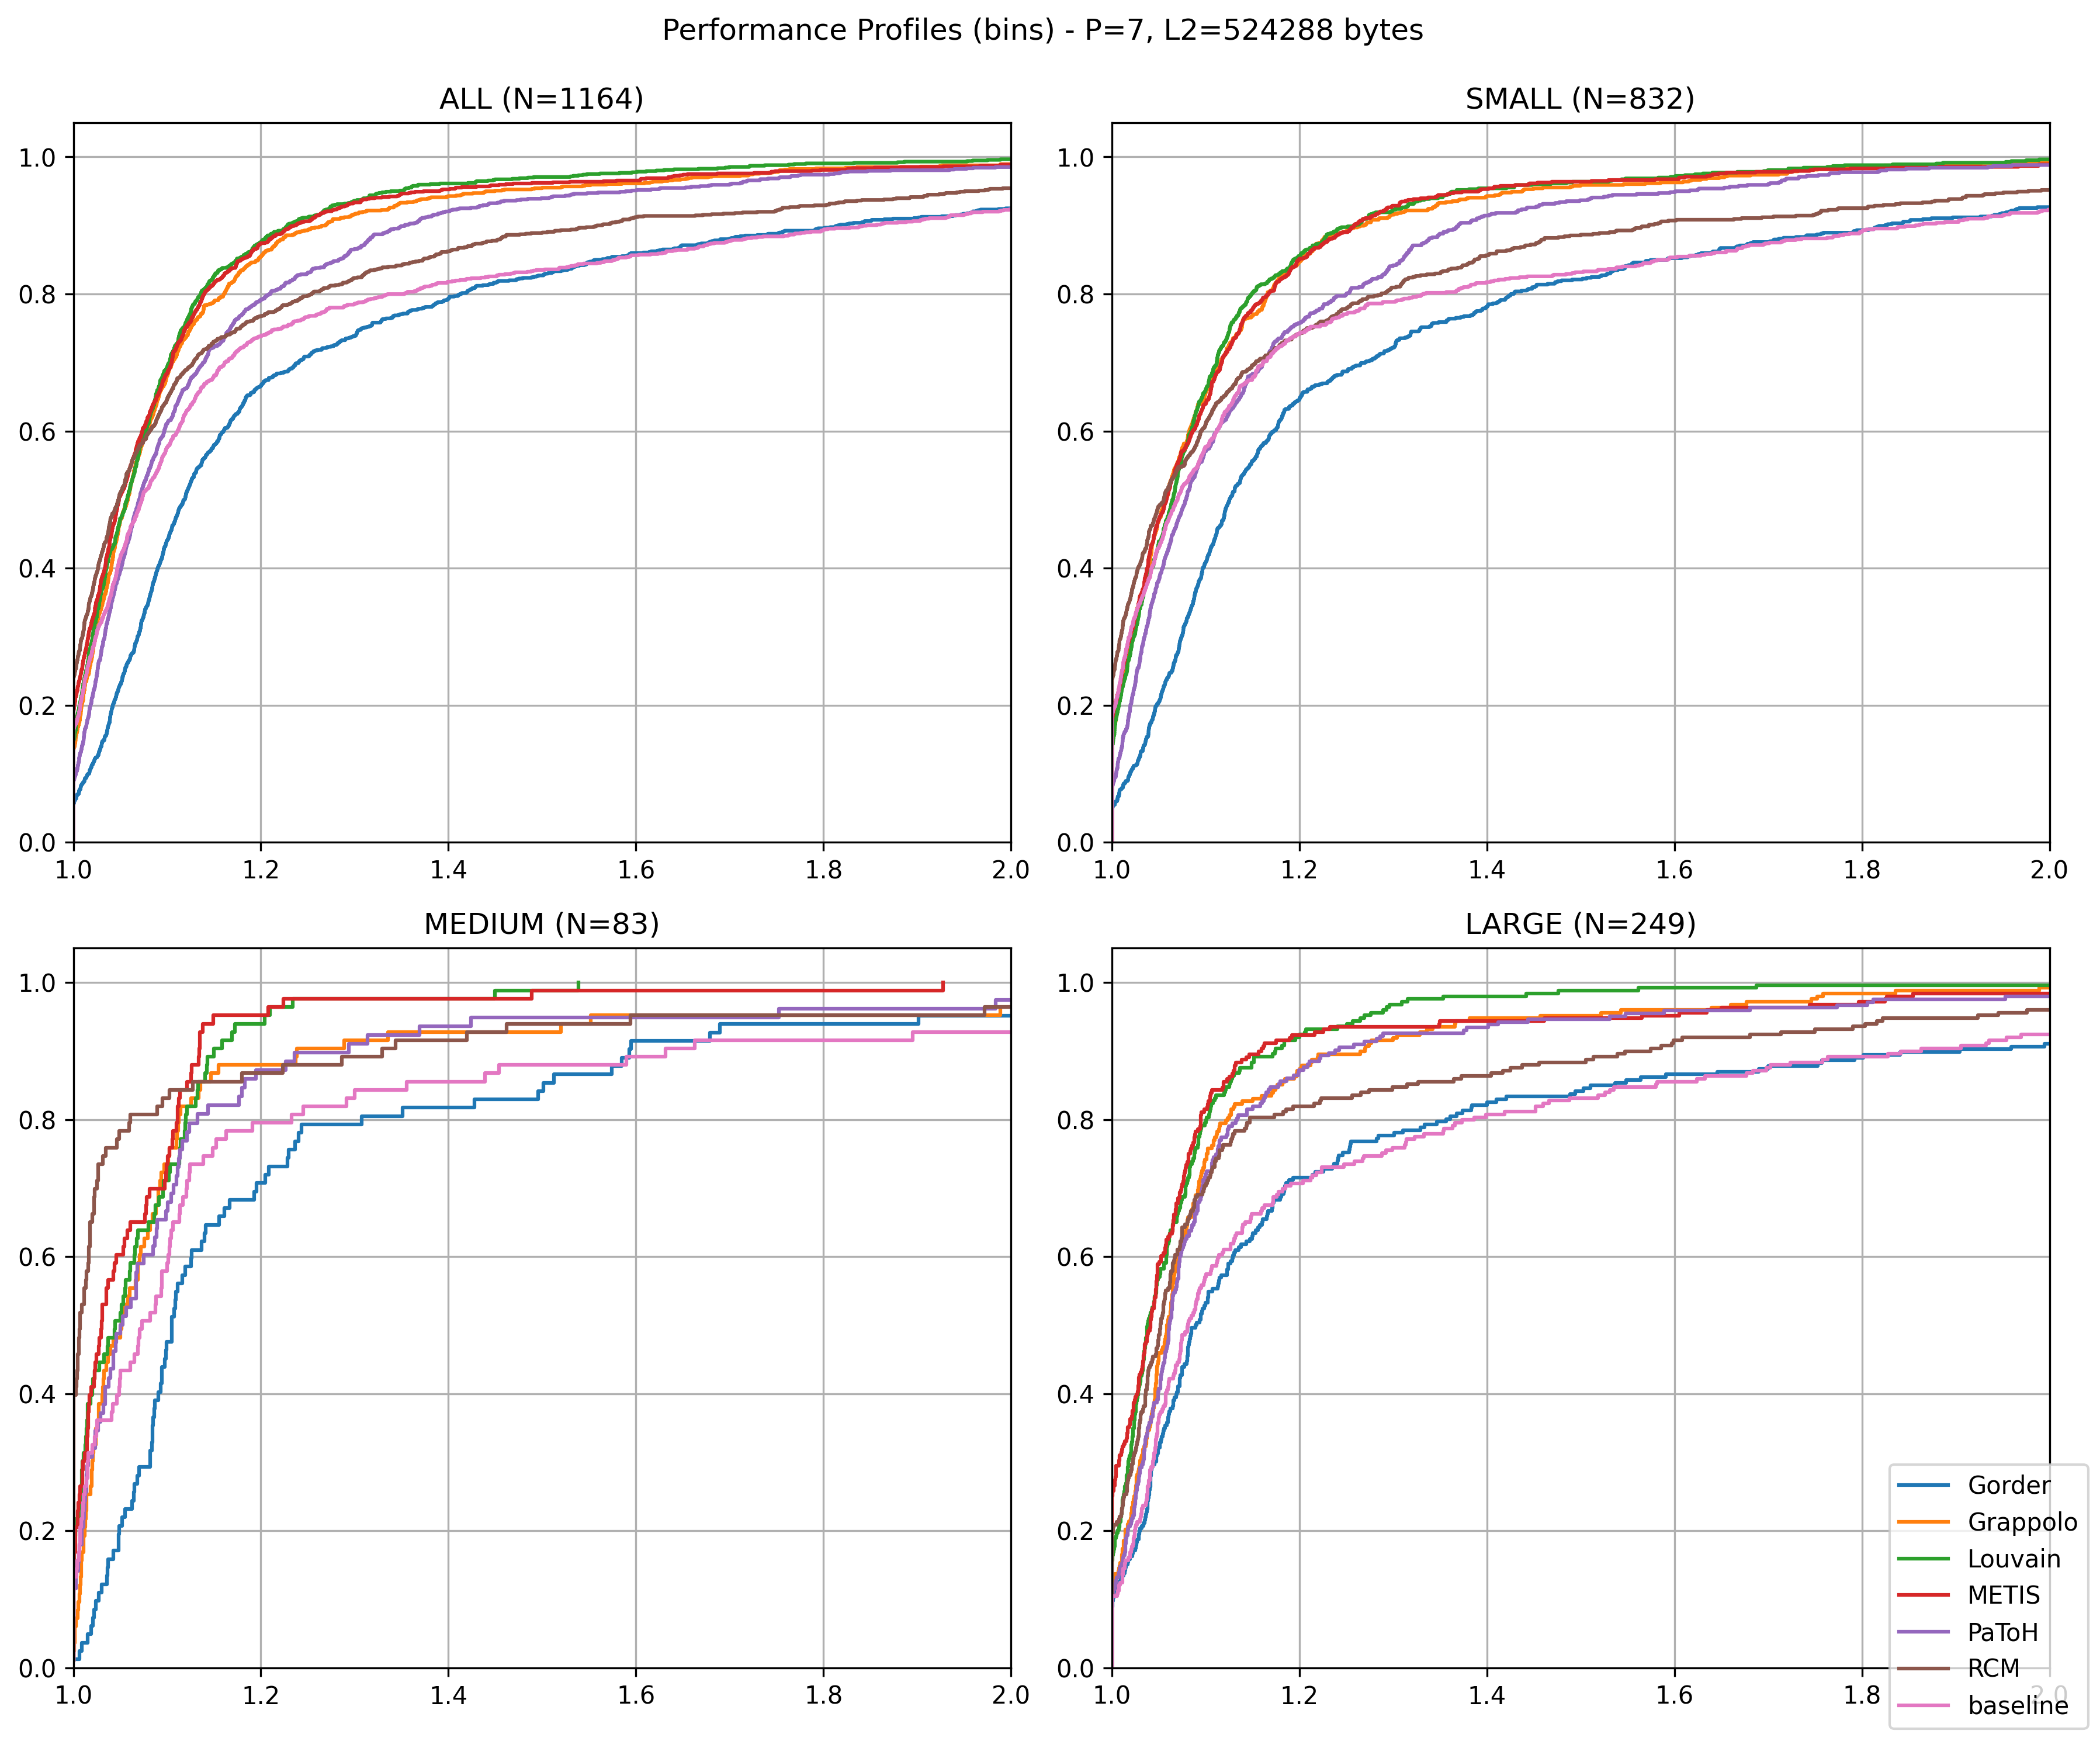 Performance Profiles (bins) - P=7, L2=524288 bytes
ALL (N=1164)
1.0
0.8
0.6
0.4
0.2
0.0
1.0 1.2 1.4 1.6 1.8 2.0
SMALL (N=832)
1.0
0.8
0.6
0.4
0.2
0.0
1.0 1.2 1.4 1.6 1.8 2.0
MEDIUM (N=83)
1.0
0.8
0.6
0.4
0.2
0.0
1.0 1.2 1.4 1.6 1.8 2.0
LARGE (N=249)
1.0
0.8
0.6
0.4
0.2
0.0
1.0 1.2 1.4 1.6 1.8 2.0
Gorder
Grappolo
Louvain
METIS
PaToH
RCM
baseline